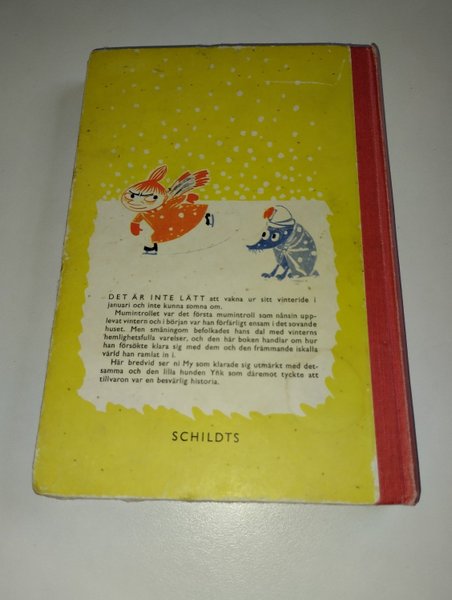 DET ÄR INTE LÄTT att vakna ur sitt vinteride i
januari och inte kunna somna om.
Mumintrollet var det första mumintroll som nånsin upp-
levat vintern och i början var han förfärligt ensam i det sovande
huset. Men småningom befolkades hans dal med vinterns
hemlighetsfulla varelser, och den här boken handlar om hur
han försökte klara sig med dem och den främmande iskalla
värld han ramlat in i.
Här bredvid ser ni My som klarade sig utmärkt med det-
samma och den lilla hunden Ynk som däremot tyckte att
tillvaron var en besvärlig historia.
SCHILDTS